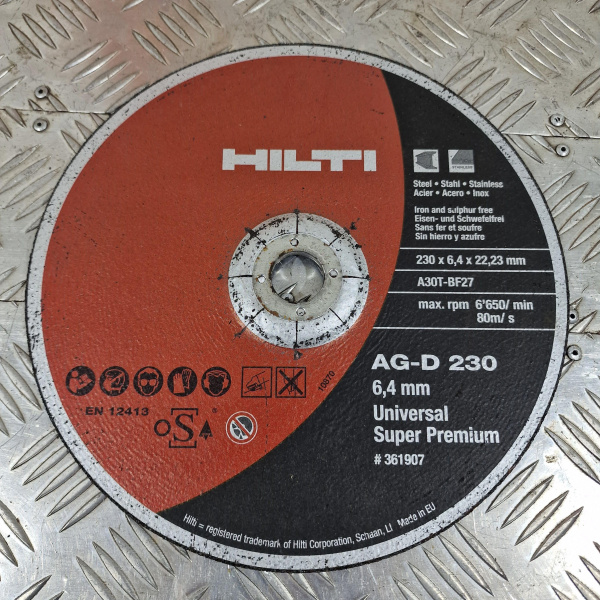 HILTI
Steel • Stahl • Stainless
Acier • Acero • Inox
Iron and sulphur free
Eisen- und Schwefelfrei
Sans fer et soufre
Sin hierro y azufre
230 x 6,4 x 22,23 mm
A30T-BF27
max. rpm 6'650/ min
80m/ s
AG-D 230
6,4 mm
Universal
Super Premium
# 361907
10070
EN 12413
oSa
Hilti = registered trademark of Hilti Corporation, Schaan, LI Made in EU